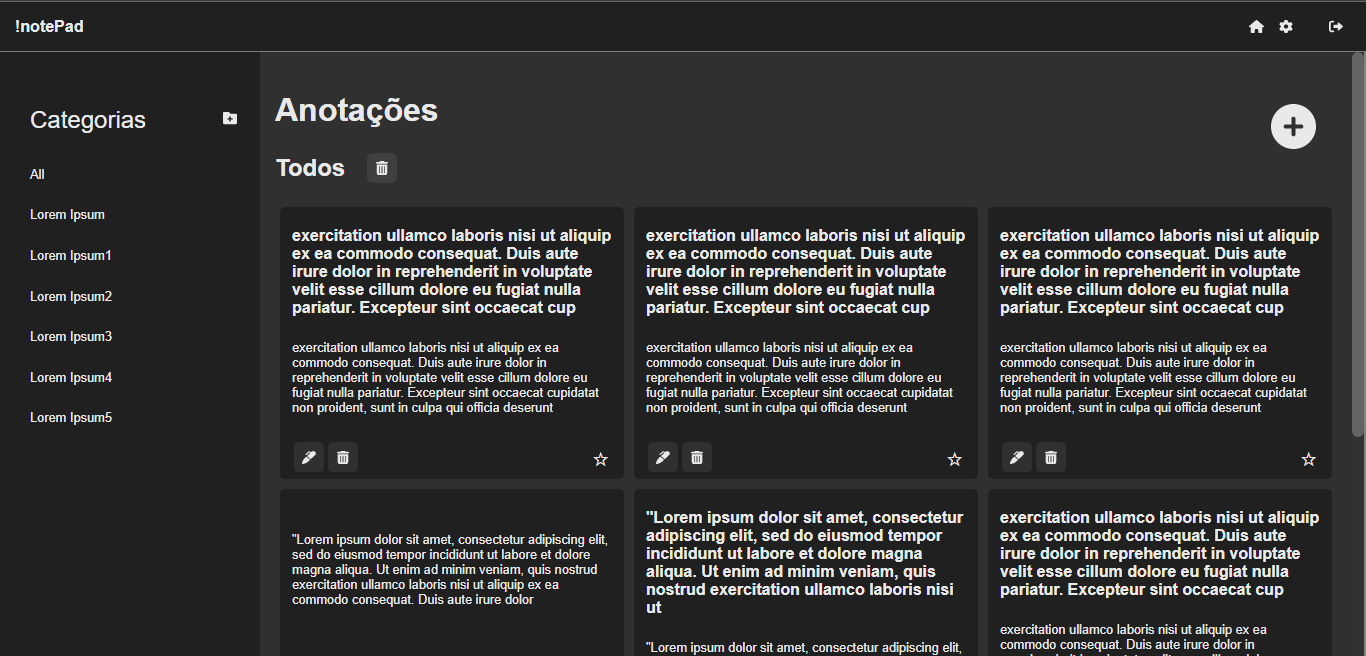 !notePad
Categorias
All
Lorem Ipsum
Lorem Ipsum1
Lorem Ipsum2
Lorem Ipsum3
Lorem Ipsum4
Lorem Ipsum5
Anotações
Todos
exercitation ullamco laboris nisi ut aliquip
ex ea commodo consequat. Duis aute
irure dolor in reprehenderit in voluptate
velit esse cillum dolore eu fugiat nulla
pariatur. Excepteur sint occaecat cup
exercitation ullamco laboris nisi ut aliquip ex ea
commodo consequat. Duis aute irure dolor in
reprehenderit in voluptate velit esse cillum dolore eu
fugiat nulla pariatur. Excepteur sint occaecat cupidatat
non proident, sunt in culpa qui officia deserunt
exercitation ullamco laboris nisi ut aliquip
ex ea commodo consequat. Duis aute
irure dolor in reprehenderit in voluptate
velit esse cillum dolore eu fugiat nulla
pariatur. Excepteur sint occaecat cup
exercitation ullamco laboris nisi ut aliquip ex ea
commodo consequat. Duis aute irure dolor in
reprehenderit in voluptate velit esse cillum dolore eu
fugiat nulla pariatur. Excepteur sint occaecat cupidatat
non proident, sunt in culpa qui officia deserunt
exercitation ullamco laboris nisi ut aliquip
ex ea commodo consequat. Duis aute
irure dolor in reprehenderit in voluptate
velit esse cillum dolore eu fugiat nulla
pariatur. Excepteur sint occaecat cup
exercitation ullamco laboris nisi ut aliquip ex ea
commodo consequat. Duis aute irure dolor in
reprehenderit in voluptate velit esse cillum dolore eu
fugiat nulla pariatur. Excepteur sint occaecat cupidatat
non proident, sunt in culpa qui officia deserunt
"Lorem ipsum dolor sit amet, consectetur adipiscing elit,
sed do eiusmod tempor incididunt ut labore et dolore
magna aliqua. Ut enim ad minim veniam, quis nostrud
exercitation ullamco laboris nisi ut aliquip ex ea
commodo consequat. Duis aute irure dolor
"Lorem ipsum dolor sit amet, consectetur
adipiscing elit, sed do eiusmod tempor
incididunt ut labore et dolore magna
aliqua. Ut enim ad minim veniam, quis
nostrud exercitation ullamco laboris nisi
ut
"Lorem ipsum dolor sit amet, consectetur adipiscing elit,
exercitation ullamco laboris nisi ut aliquip
ex ea commodo consequat. Duis aute
irure dolor in reprehenderit in voluptate
velit esse cillum dolore eu fugiat nulla
pariatur. Excepteur sint occaecat cup
exercitation ullamco laboris nisi ut aliquip ex ea